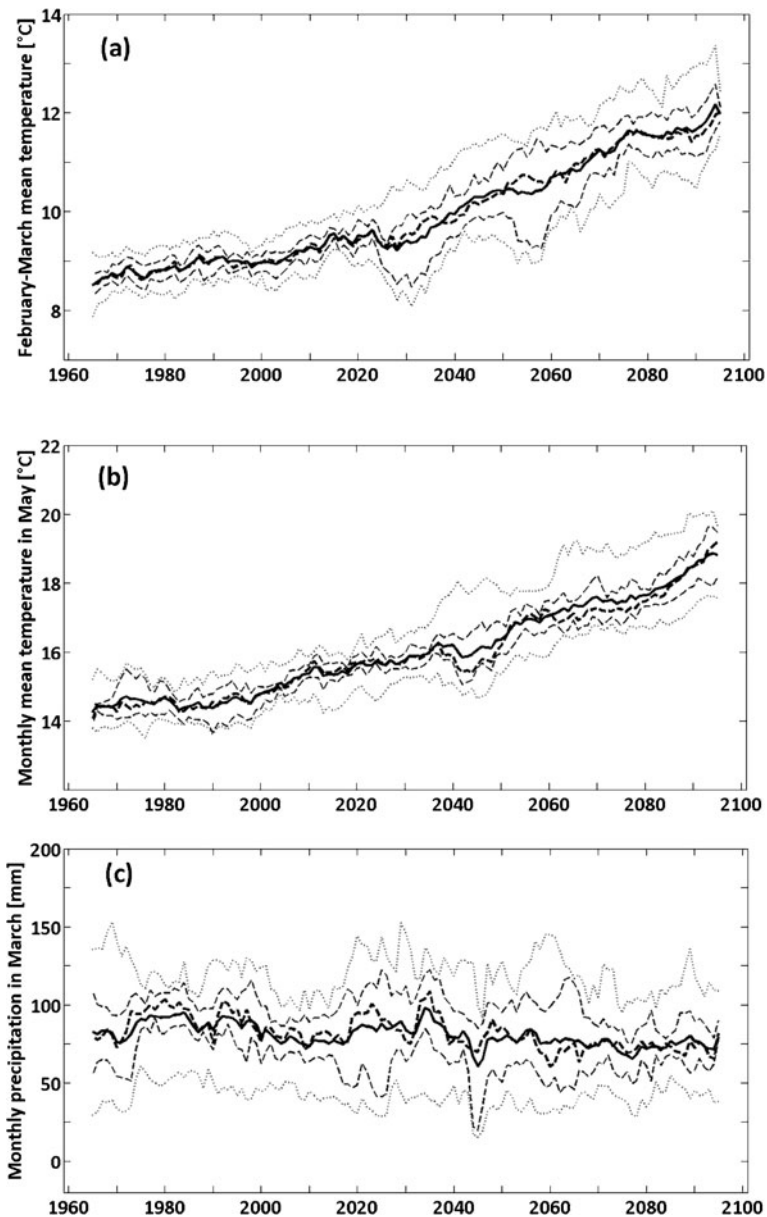 (a)
February-March mean temperature [°C]
14
12
10
8
1960 1980 2000 2020 2040 2060 2080 2100
(b)
Monthly mean temperature in May [°C]
22
20
18
16
14
1960 1980 2000 2020 2040 2060 2080 2100
(c)
Monthly precipitation in March [mm]
200
150
100
50
0
1960 1980 2000 2020 2040 2060 2080 2100